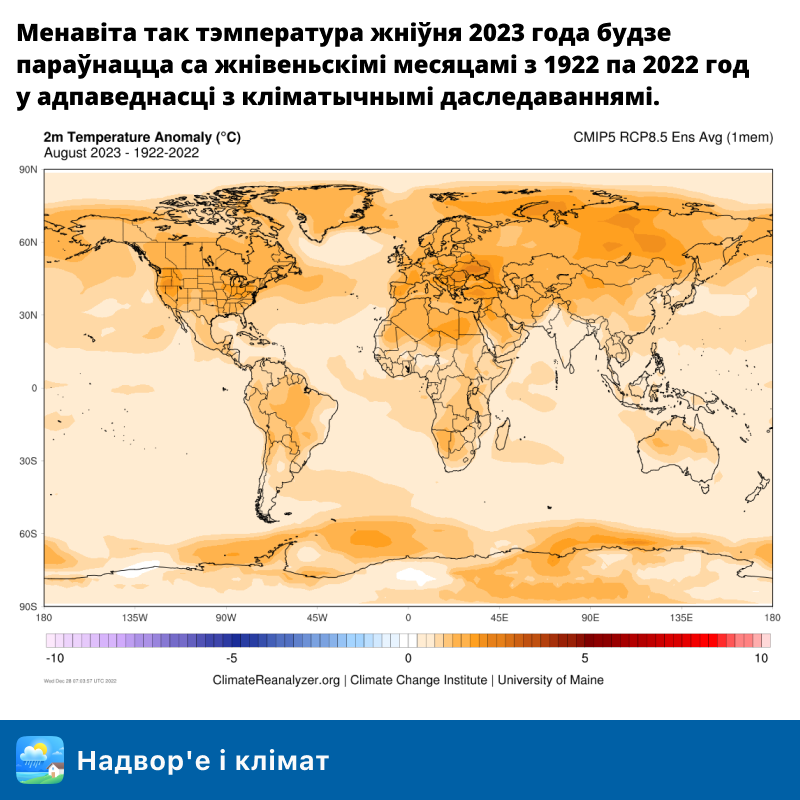 Менавіта так тэмпература жніўня 2023 года будзе
параўнацца са жнівеньскімі месяцамі з 1922 па 2022 год
у адпаведнасці з кліматычнымі даследаваннямі.
2m Temperature Anomaly (°C)
CMIP5 RCP8.5 Ens Avg (1mem)
August 2023 - 1922-2022
90N
60N
30N
0
30S
60S
90S
180 135W 90W 45W 0 45E 90E 135E 180
-10 -5 0 5 10
Wed Dec 28 07:03:57 UTC 2022
ClimateReanalyzer.org | Climate Change Institute | University of Maine
Надвор'е і клімат